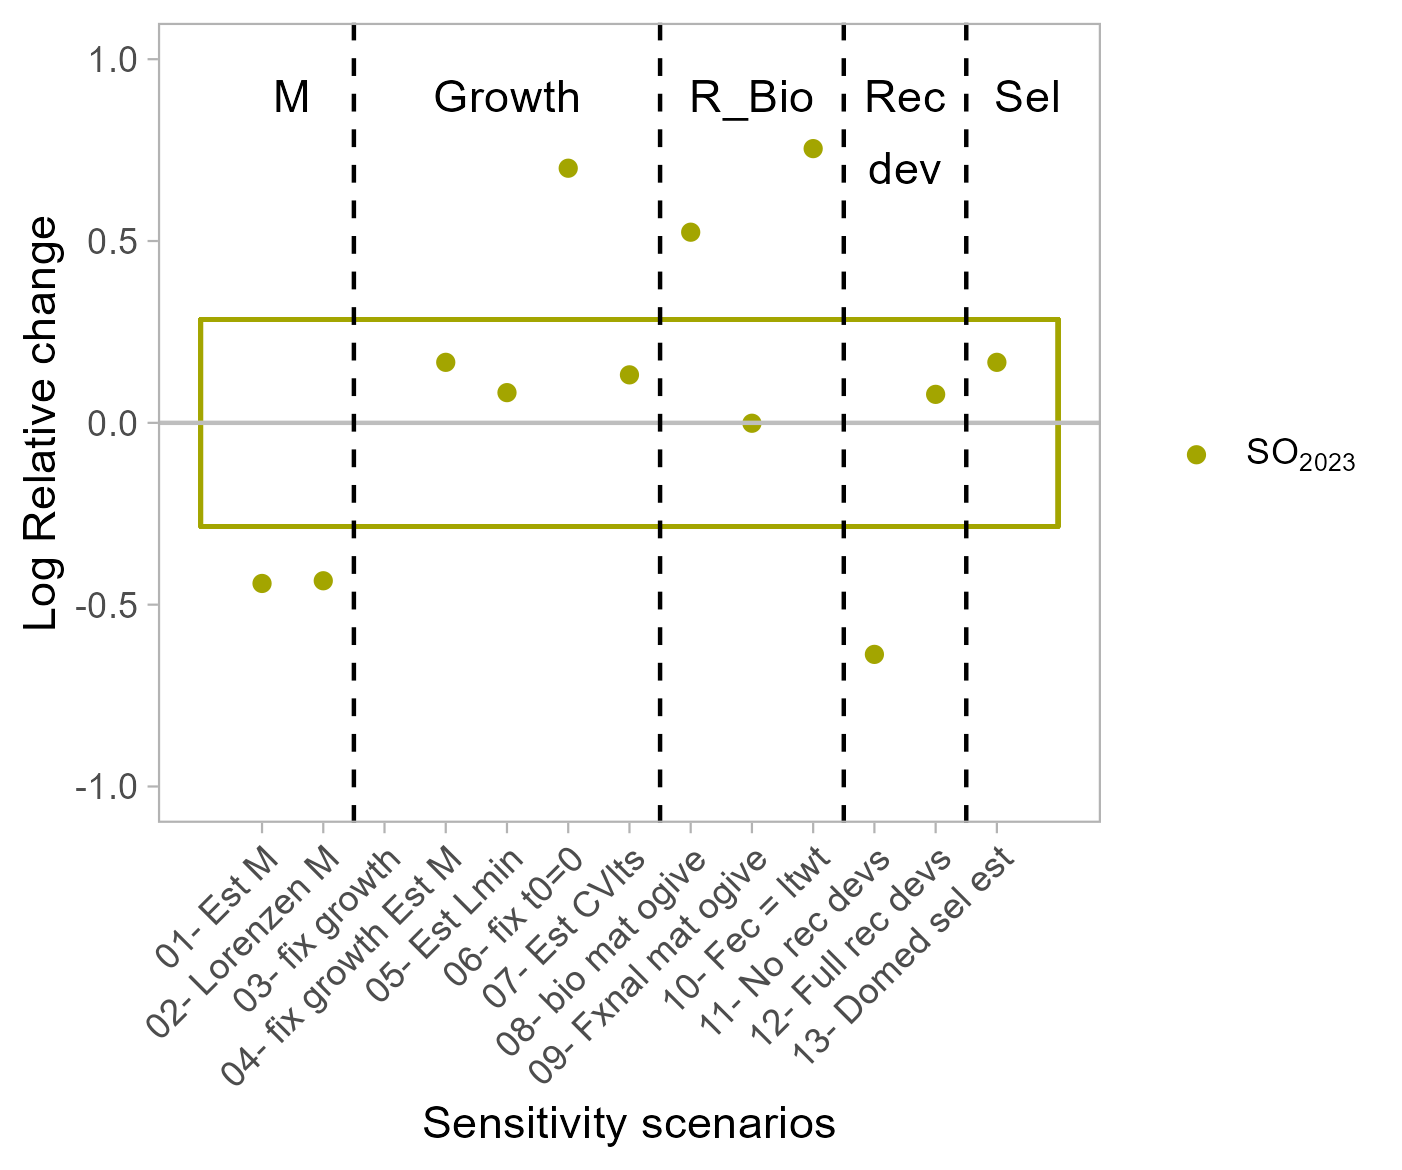 M
Growth
R_Bio
Rec
dev
Sel
1.0
0.5
0.0
-0.5
-1.0
Log Relative change
01- Est M
02- Lorenzen M
03- fix growth
04- fix growth Est M
05- Est Lmin
06- fix t0=0
07- Est CVlts
08- bio mat ogive
09- Fxnal mat ogive
10- Fec = ltwt
11- No rec devs
12- Full rec devs
13- Domed sel est
Sensitivity scenarios
SO₂₀₂₃